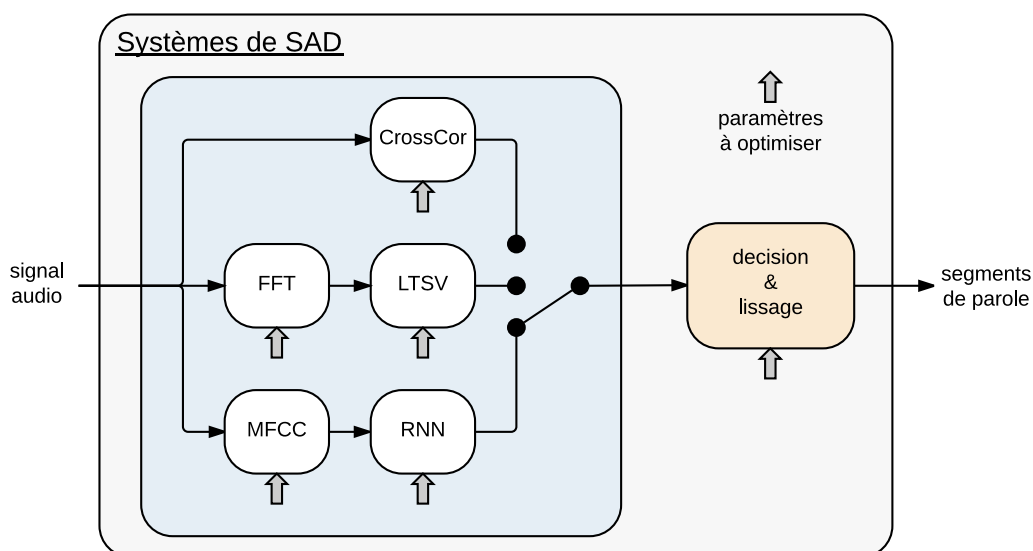 Systèmes de SAD
CrossCor
paramètres
à optimiser
signal
audio
FFT
LTSV
decision
&
lissage
segments
de parole
MFCC
RNN